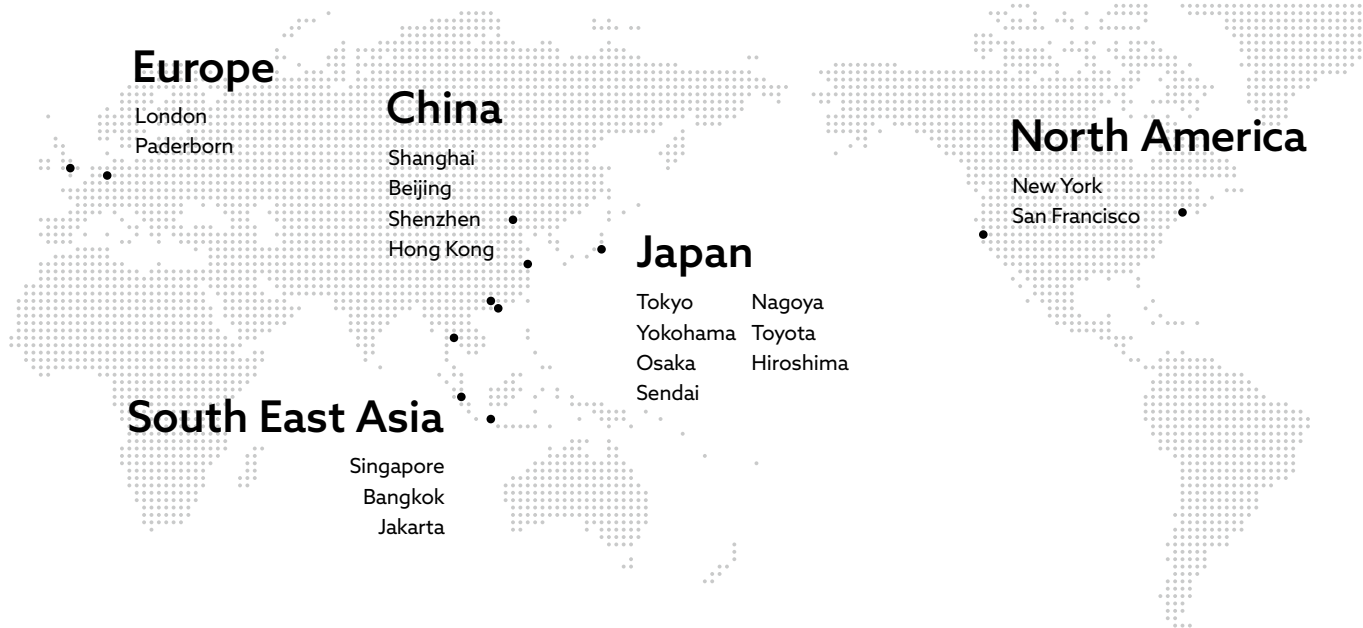 Europe
London
Paderborn
China
Shanghai
Beijing
Shenzhen
Hong Kong
North America
New York
San Francisco
Japan
Tokyo Nagoya
Yokohama Toyota
Osaka Hiroshima
Sendai
South East Asia
Singapore
Bangkok
Jakarta